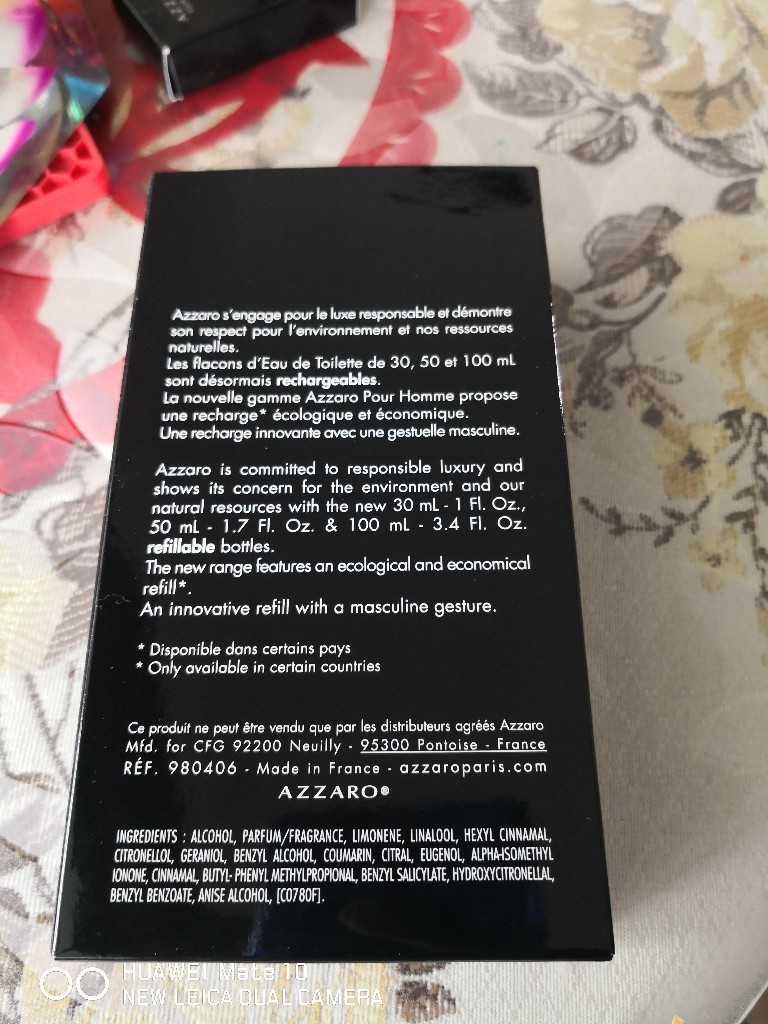 Azzaro s'engage pour le luxe responsable et démontre
son respect pour l'environnement et nos ressources
naturelles.
Les flacons d'Eau de Toilette de 30, 50 et 100 mL
sont désormais rechargeables.
La nouvelle gamme Azzaro Pour Homme propose
une recharge* écologique et économique.
Une recharge innovante avec une gestuelle masculine.
Azzaro is committed to responsible luxury and
shows its concern for the environment and our
natural resources with the new 30 mL - 1 Fl. Oz.,
50 mL - 1.7 Fl. Oz. & 100 mL - 3.4 Fl. Oz.
refillable bottles.
The new range features an ecological and economical
refill*.
An innovative refill with a masculine gesture.
* Disponible dans certains pays
* Only available in certain countries
Ce produit ne peut être vendu que par les distributeurs agréés Azzaro
Mfd. for CFG 92200 Neuilly - 95300 Pontoise - France
RÉF. 980406 - Made in France - azzaroparis.com
AZZARO®
INGREDIENTS : ALCOHOL, PARFUM/FRAGRANCE, LIMONENE, LINALOOL, HEXYL CINNAMAL,
CITRONELLOL, GERANIOL, BENZYL ALCOHOL, COUMARIN, CITRAL, EUGENOL, ALPHA-ISOMETHYL
IONONE, CINNAMAL, BUTYL- PHENYL METHYLPROPIONAL, BENZYL SALICYLATE, HYDROXYCITRONELLAL,
BENZYL BENZOATE, ANISE ALCOHOL, [C0780F].
HUAWEI Mate 10
NEW LEICA DUAL CAMERA